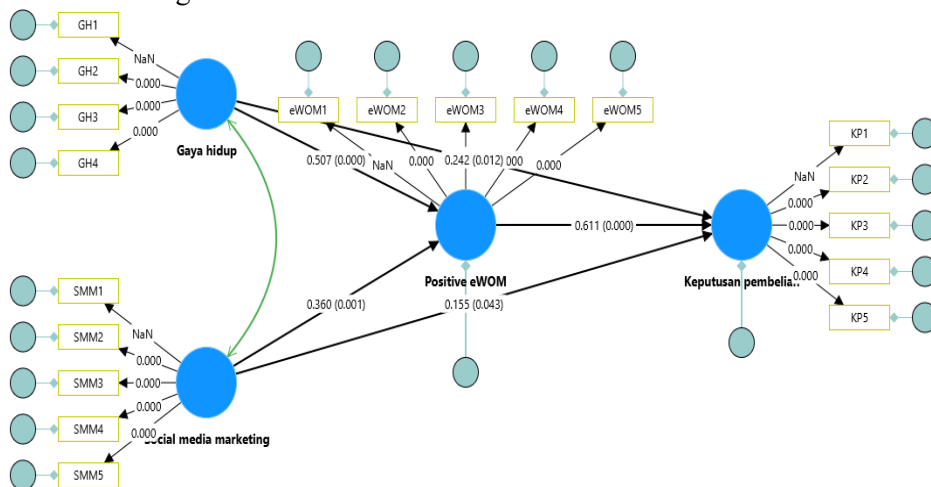 GH1
GH2
GH3
GH4
NaN
0.000
0.000
0.000
Gaya hidup
eWOM1
eWOM2
eWOM3
eWOM4
eWOM5
NaN
0.000
0.242 (0.012)
000
0.000
0.507 (0.000)
0.611 (0.000)
Positive eWOM
0.360 (0.001)
0.155 (0.043)
KP1
KP2
KP3
KP4
KP5
NaN
0.000
0.000
0.000
0.000
Keputusan pembelian
SMM1
SMM2
SMM3
SMM4
SMM5
NaN
0.000
0.000
0.000
0.000
Social media marketing